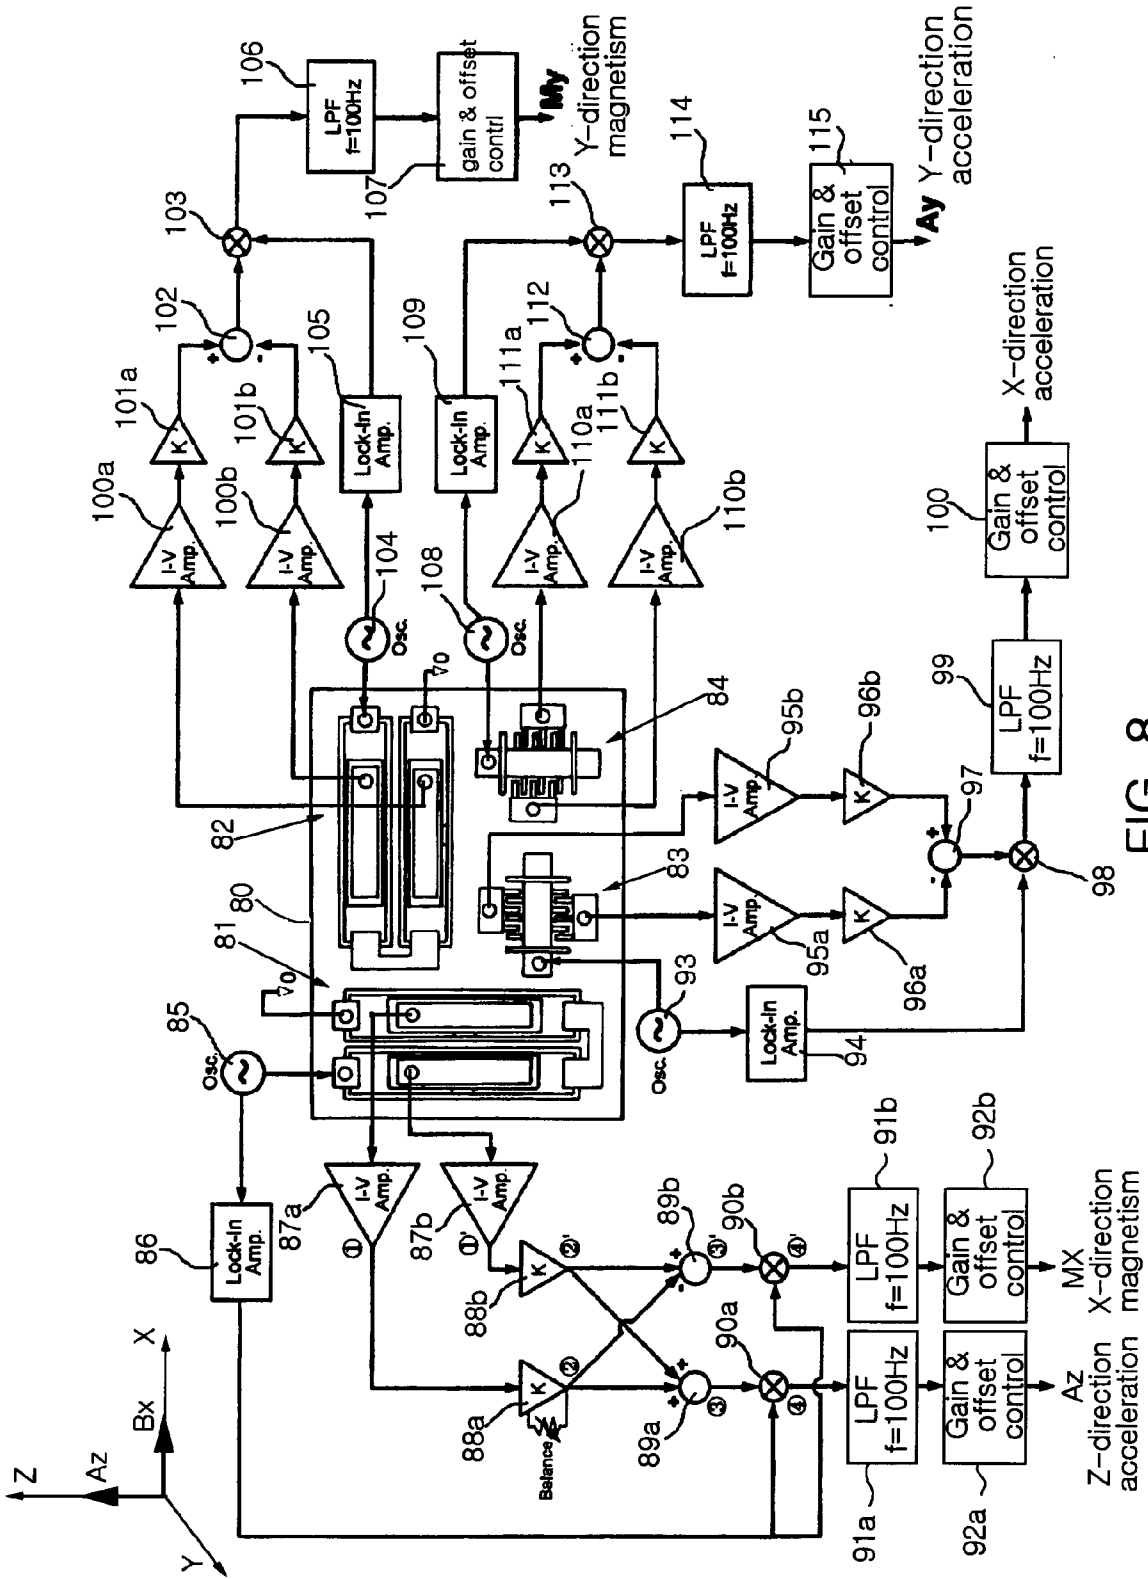 Z
Az
Bx
X
Y
86
Lock-In
Amp.
85
Osc.
V0
81
80
82
87a
I-V
Amp.
①
87b
I-V
Amp.
①'
88a
K
②
Balance
88b
K
②'
89a
+
+
③
89b
+
-
③'
90a
④
90b
④'
91a
LPF
f=100Hz
91b
LPF
f=100Hz
92a
Gain &
offset
control
92b
Gain &
offset
control
Az
Z-direction
acceleration
MX
X-direction
magnetism
93
Osc.
94
Lock-In
Amp.
83
84
95a
I-V
Amp.
95b
I-V
Amp.
96a
K
96b
K
97
+
-
98
99
LPF
f=100Hz
100
Gain &
offset
control
X-direction
acceleration
100a
I-V
Amp.
100b
I-V
Amp.
101a
K
101b
K
102
+
-
103
104
Osc.
V0
105
Lock-In
Amp.
106
LPF
f=100Hz
107
gain & offset
contrl
My
Y-direction
magnetism
108
Osc.
109
Lock-In
Amp.
110a
I-V
Amp.
110b
I-V
Amp.
111a
K
111b
K
112
+
-
113
114
LPF
f=100Hz
115
Gain &
offset
control
Ay Y-direction
acceleration
FIG. 8